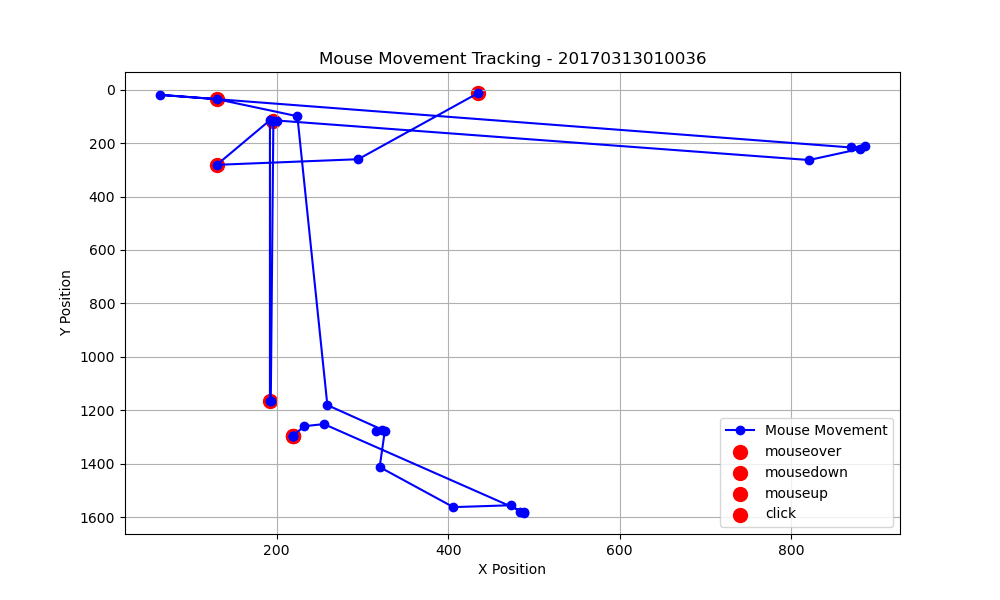 Mouse Movement Tracking - 20170313010036
0
200
400
600
800
1000
1200
1400
1600
Y Position
200
400
600
800
X Position
Mouse Movement
mouseover
mousedown
mouseup
click